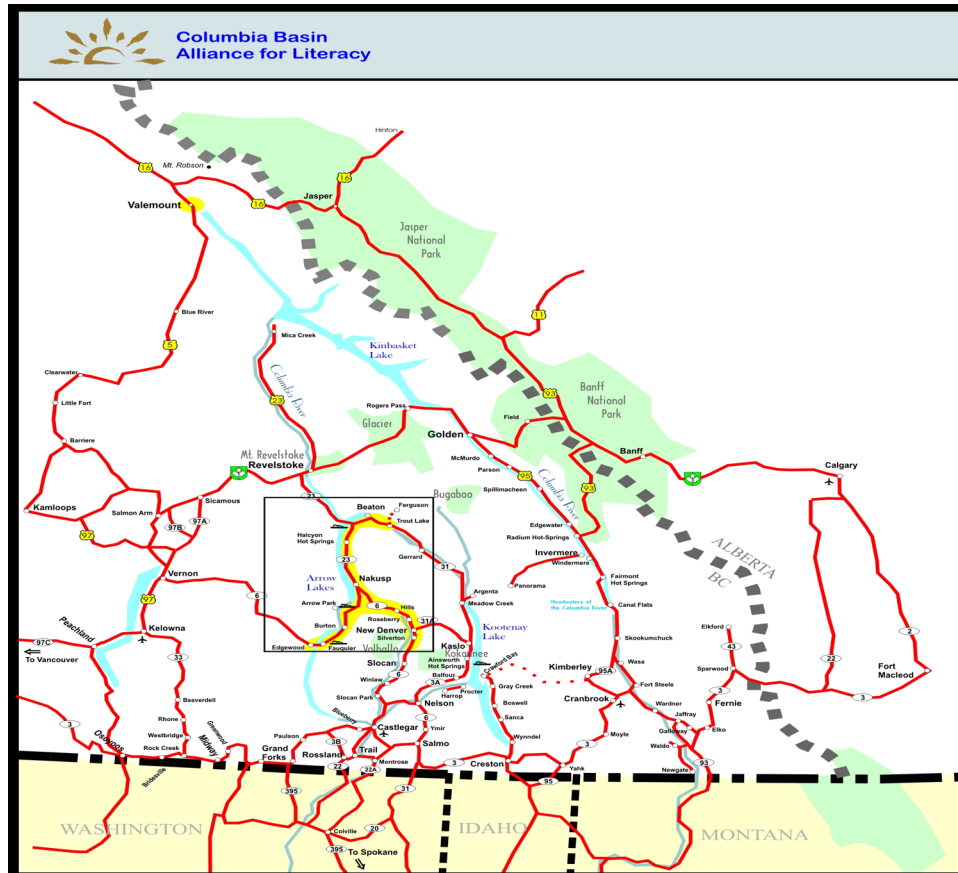 Columbia Basin
Alliance for Literacy
Hinton
16
Mt. Robson
16
Jasper
16
Valemount
Jasper
National
Park
Blue River
11
Mica Creek
5
Kinbasket
Lake
Clearwater
Columbia River
23
Banff
National
Park
93
Little Fort
Rogers Pass
Field
Glacier
Golden
Barriere
Mt. Revelstoke
Revelstoke
McMurdo
Banff
Parson
95
Calgary
Spillimacheen
93
Columbia River
Bugaboo
23
Sicamous
Kamloops
Salmon Arm
97B
97A
Beaton
Ferguson
Trout Lake
Edgewater
97
Halcyon
Hot Springs
Radium Hot-Springs
ALBERTA
BC
Gerrard
Invermere
Windermere
23
31
Vernon
Nakusp
Fairmont
Hot Springs
Arrow
Lakes
Panorama
6
97
Argenta
Meadow Creek
Arrow Park
6
Hills
Headwaters of
the Columbia River
Canal Flats
Roseberry
31A
Burton
New Denver
Silverton
Kootenay
Lake
Elkford
Peachland
Kelowna
2
97C
Skookumchuck
43
Edgewood
Fauquier
Valhalla
Kaslo
Kokanee
To Vancouver
33
Slocan
Ainsworth
Hot Springs
Crawford Bay
Kimberley
95A
Wasa
Sparwood
Fort
Macleod
22
6
Winlaw
3A
Balfour
Harrop
Procter
Gray Creek
Cranbrook
Fort Steele
3
3
Slocan Park
Nelson
Boswell
Wardner
Fernie
Beaverdell
Rhone
Blueberry
6
Sanca
Jaffray
3
Castlegar
Ymir
Galloway
Elko
Westbridge
Greenwood
Paulson
3B
Moyle
Osoyoos
Rock Creek
Midway
Grand
Forks
Rossland
Trail
Salmo
Wynndel
3
Waldo
Bridesville
22
22A
Montrose
3
Creston
Yahk
Newgate
93
395
31
95
WASHINGTON
Colville
20
IDAHO
MONTANA
395
To Spokane